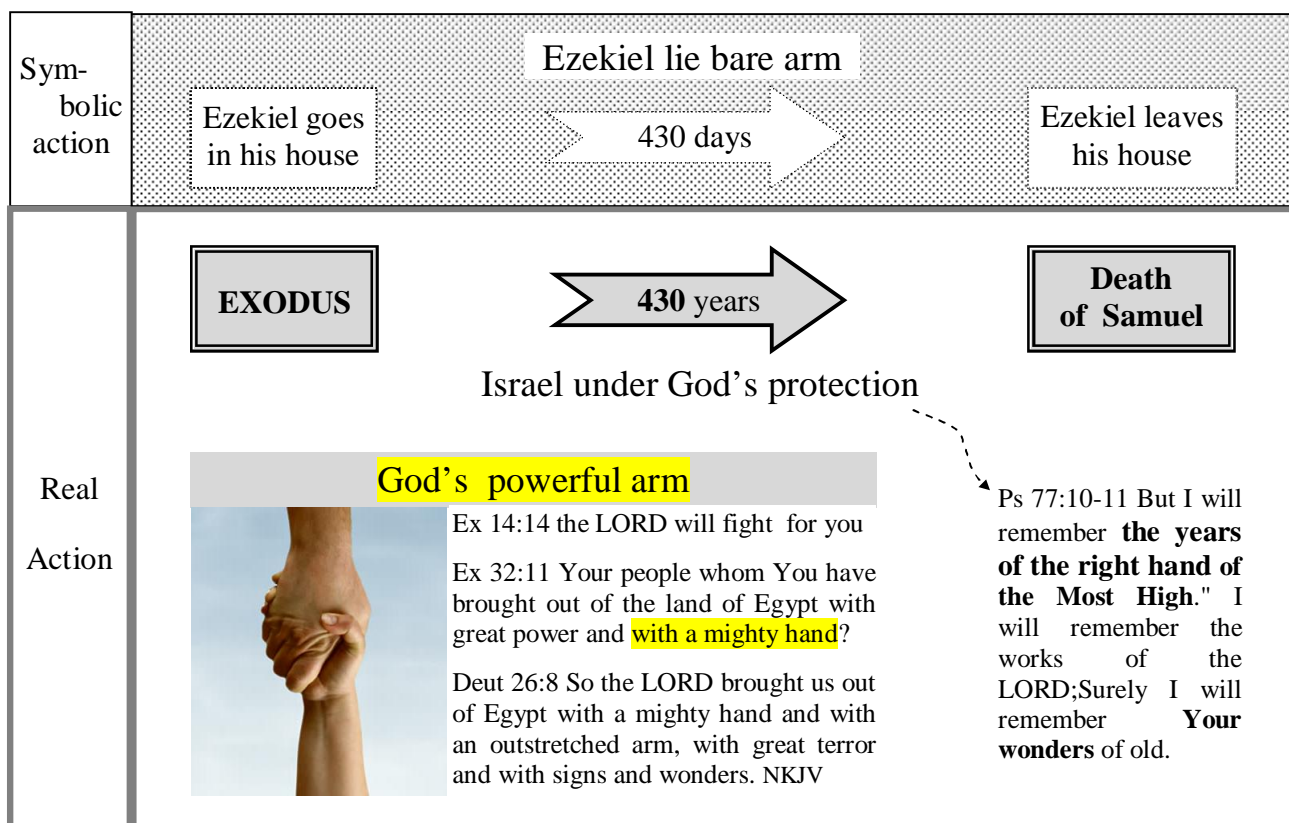 Sym-
bolic
action
Ezekiel lie bare arm
Ezekiel goes
in his house
430 days
Ezekiel leaves
his house
Real
Action
EXODUS
430 years
Death
of Samuel
Israel under God’s protection
God’s powerful arm
Ex 14:14 the LORD will fight for you
Ex 32:11 Your people whom You have
brought out of the land of Egypt with
great power and with a mighty hand?
Deut 26:8 So the LORD brought us out
of Egypt with a mighty hand and with
an outstretched arm, with great terror
and with signs and wonders. NKJV
Ps 77:10-11 But I will
remember the years
of the right hand of
the Most High." I
will remember the
works of the
LORD;Surely I will
remember Your
wonders of old.